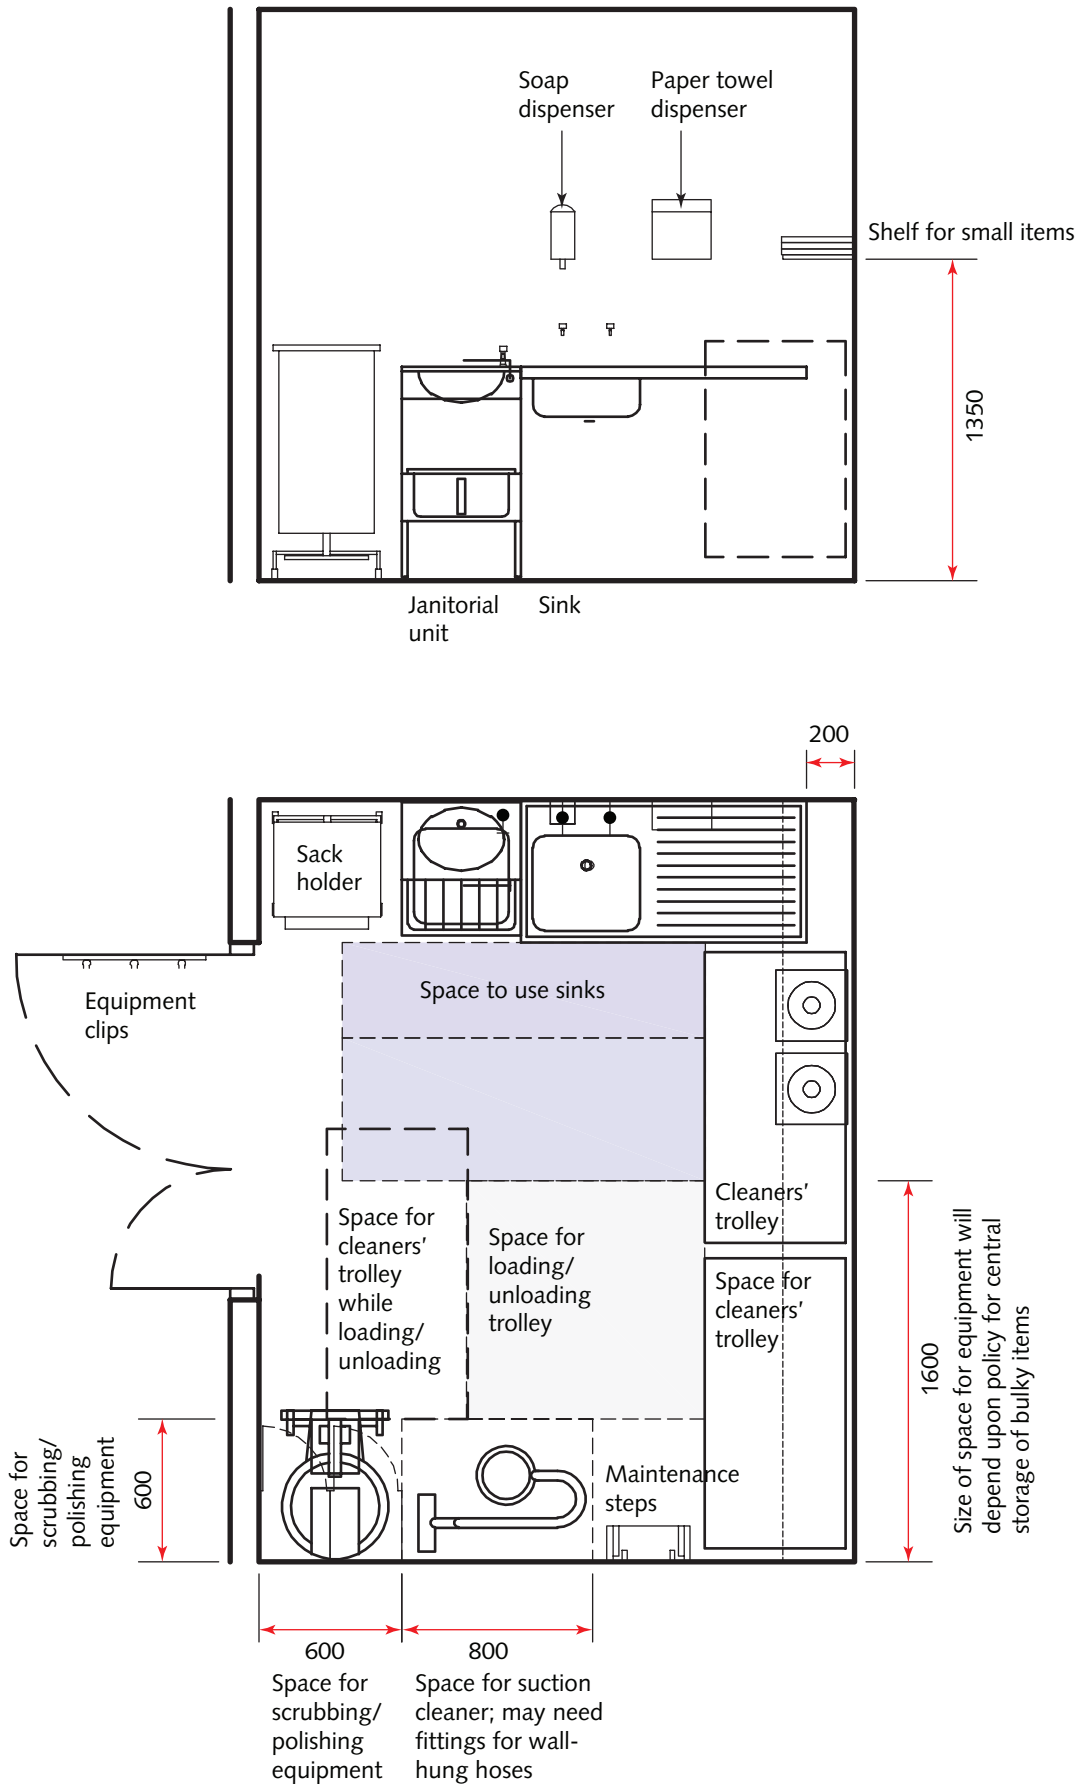 Soap
dispenser
Paper towel
dispenser
Shelf for small items
1350
Janitorial
unit
Sink
200
Sack
holder
Equipment
clips
Space to use sinks
Cleaners'
trolley
Space for
cleaners'
trolley
while
loading/
unloading
Space for
loading/
unloading
trolley
Space for
cleaners'
trolley
1600
Size of space for equipment will
depend upon policy for central
storage of bulky items
Space for
scrubbing/
polishing
equipment
600
Maintenance
steps
600
Space for
scrubbing/
polishing
equipment
800
Space for suction
cleaner; may need
fittings for wall-
hung hoses